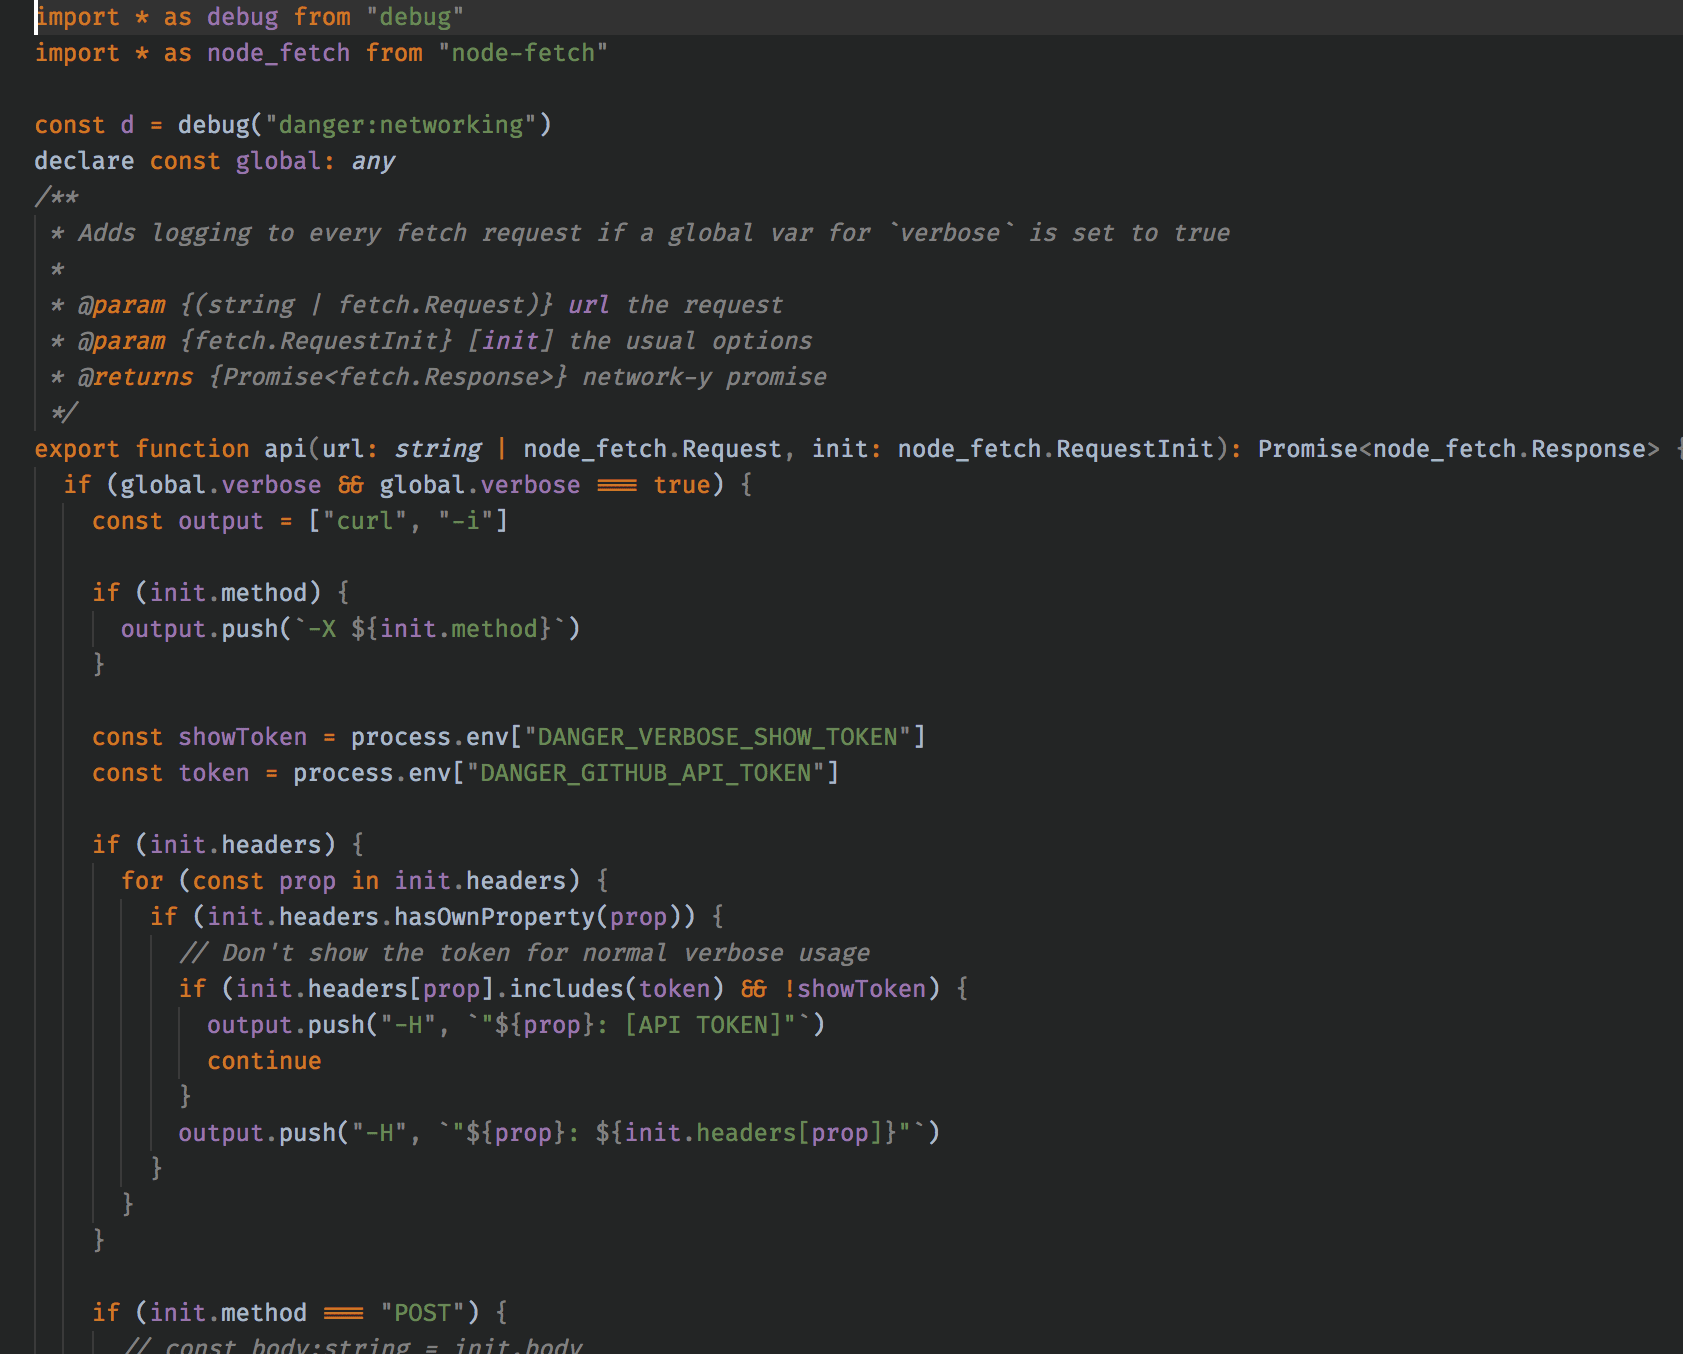 import * as debug from "debug"
import * as node_fetch from "node-fetch"

const d = debug("danger:networking")
declare const global: any
/**
 * Adds logging to every fetch request if a global var for `verbose` is set to true
 *
 * @param {(string | fetch.Request)} url the request
 * @param {fetch.RequestInit} [init] the usual options
 * @returns {Promise<fetch.Response>} network-y promise
 */
export function api(url: string | node_fetch.Request, init: node_fetch.RequestInit): Promise<node_fetch.Response> {
  if (global.verbose && global.verbose === true) {
    const output = ["curl", "-i"]

    if (init.method) {
      output.push(`-X ${init.method}`)
    }

    const showToken = process.env["DANGER_VERBOSE_SHOW_TOKEN"]
    const token = process.env["DANGER_GITHUB_API_TOKEN"]

    if (init.headers) {
      for (const prop in init.headers) {
        if (init.headers.hasOwnProperty(prop)) {
          // Don't show the token for normal verbose usage
          if (init.headers[prop].includes(token) && !showToken) {
            output.push("-H", `"${prop}: [API TOKEN]"`)
            continue
          }
          output.push("-H", `"${prop}: ${init.headers[prop]}"`)
        }
      }
    }

    if (init.method === "POST") {
      // const body:string = init.body